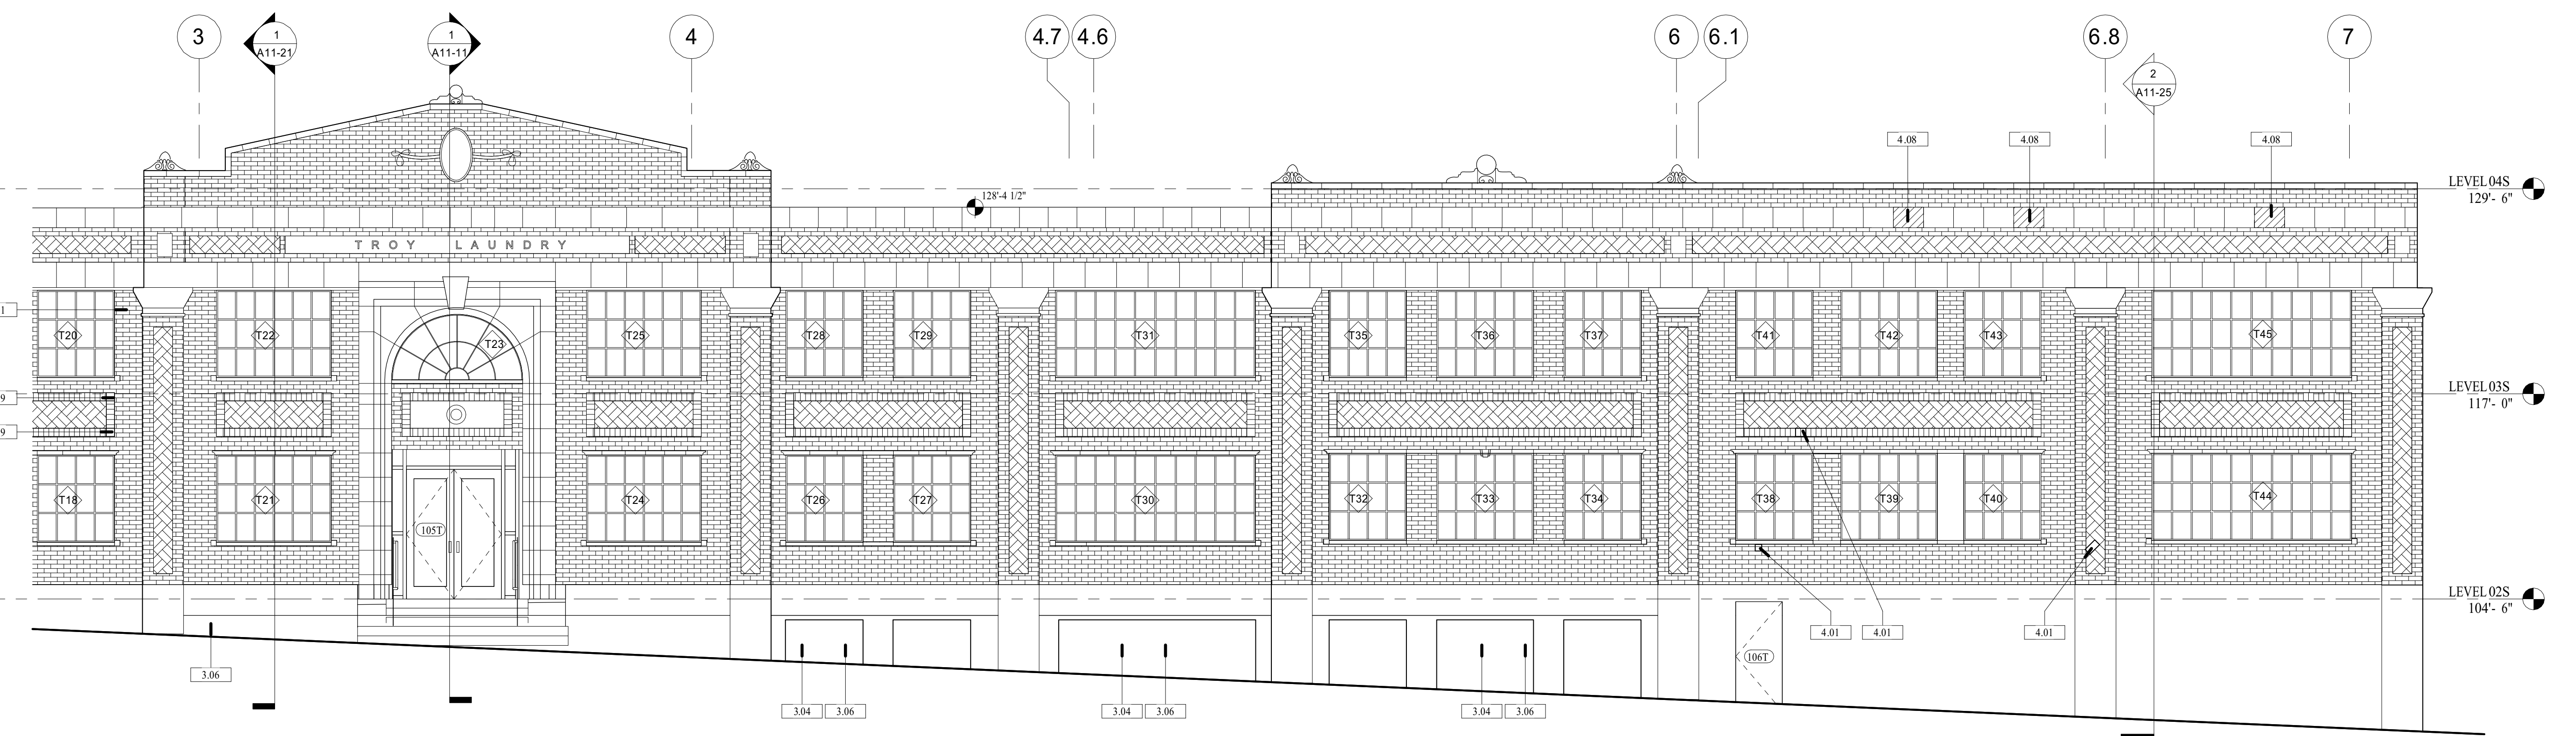 3
1
A11-21
1
A11-11
4
4.7
4.6
6
6.1
6.8
7
2
A11-25
4.08
4.08
4.08
LEVEL 04S
129'- 6"
128'-4 1/2"
TROY LAUNDRY
1
T20
T22
T23
T25
T28
T29
T31
T35
T36
T37
T41
T42
T43
T45
9
LEVEL 03S
117'- 0"
9
T18
T21
T24
T26
T27
T30
T32
T33
T34
T38
T39
T40
T44
105T
LEVEL 02S
104'- 6"
4.01
4.01
4.01
106T
3.06
3.04
3.06
3.04
3.06
3.04
3.06